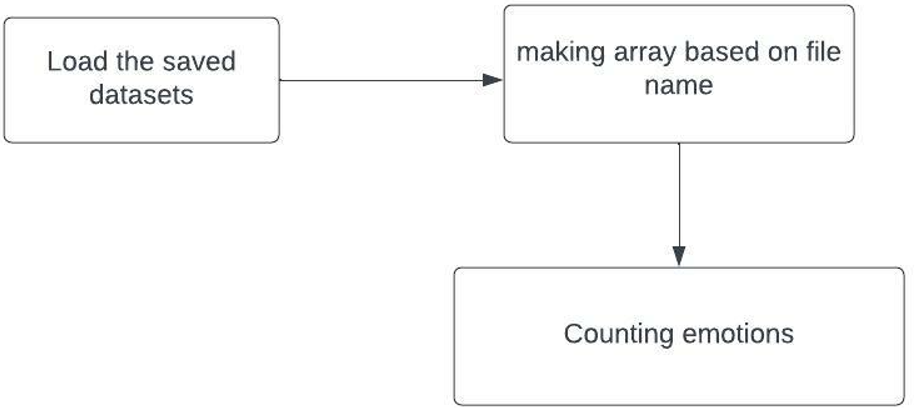 Load the saved
datasets
making array based on file
name
Counting emotions